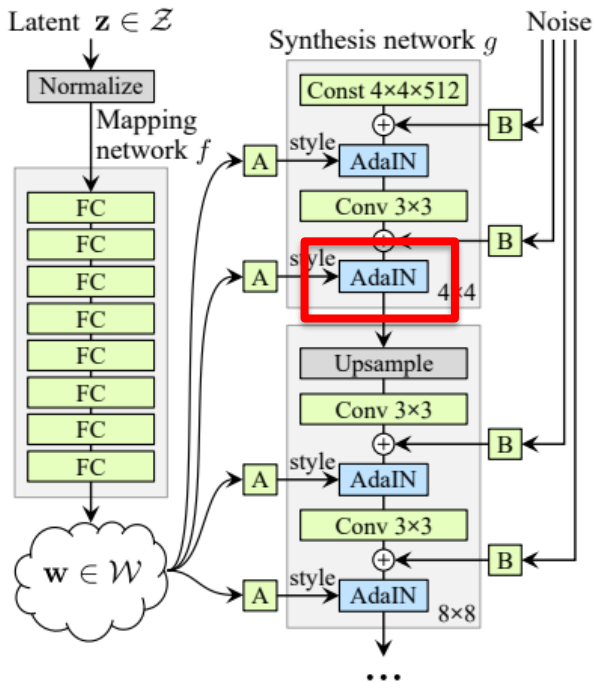 Latent z ∈ Z
Normalize
Mapping
network f
FC
FC
FC
FC
FC
FC
FC
FC
w ∈ W
Synthesis network g
Noise
Const 4×4×512
B
A
style
AdaIN
Conv 3×3
B
A
style
AdaIN
4×4
Upsample
Conv 3×3
B
A
style
AdaIN
Conv 3×3
B
A
style
AdaIN
8×8
...